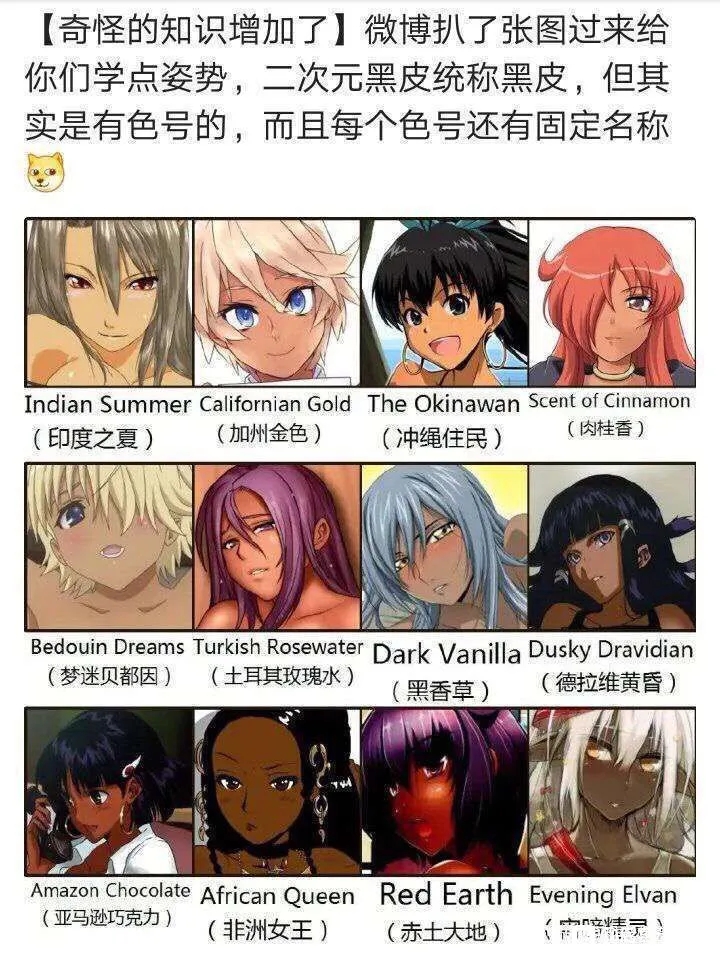 【奇怪的知识增加了】微博扒了张图过来给
你们学点姿势，二次元黑皮统称黑皮，但其
实是有色号的，而且每个色号还有固定名称
Indian Summer Californian Gold The Okinawan Scent of Cinnamon
（印度之夏） （加州金色） （冲绳住民） （肉桂香）
Bedouin Dreams Turkish Rosewater Dark Vanilla Dusky Dravidian
（梦迷贝都因） （土耳其玫瑰水） （黑香草） （德拉维黄昏）
Amazon Chocolate African Queen Red Earth Evening Elvan
（亚马逊巧克力） （非洲女王） （赤土大地） 暗精灵